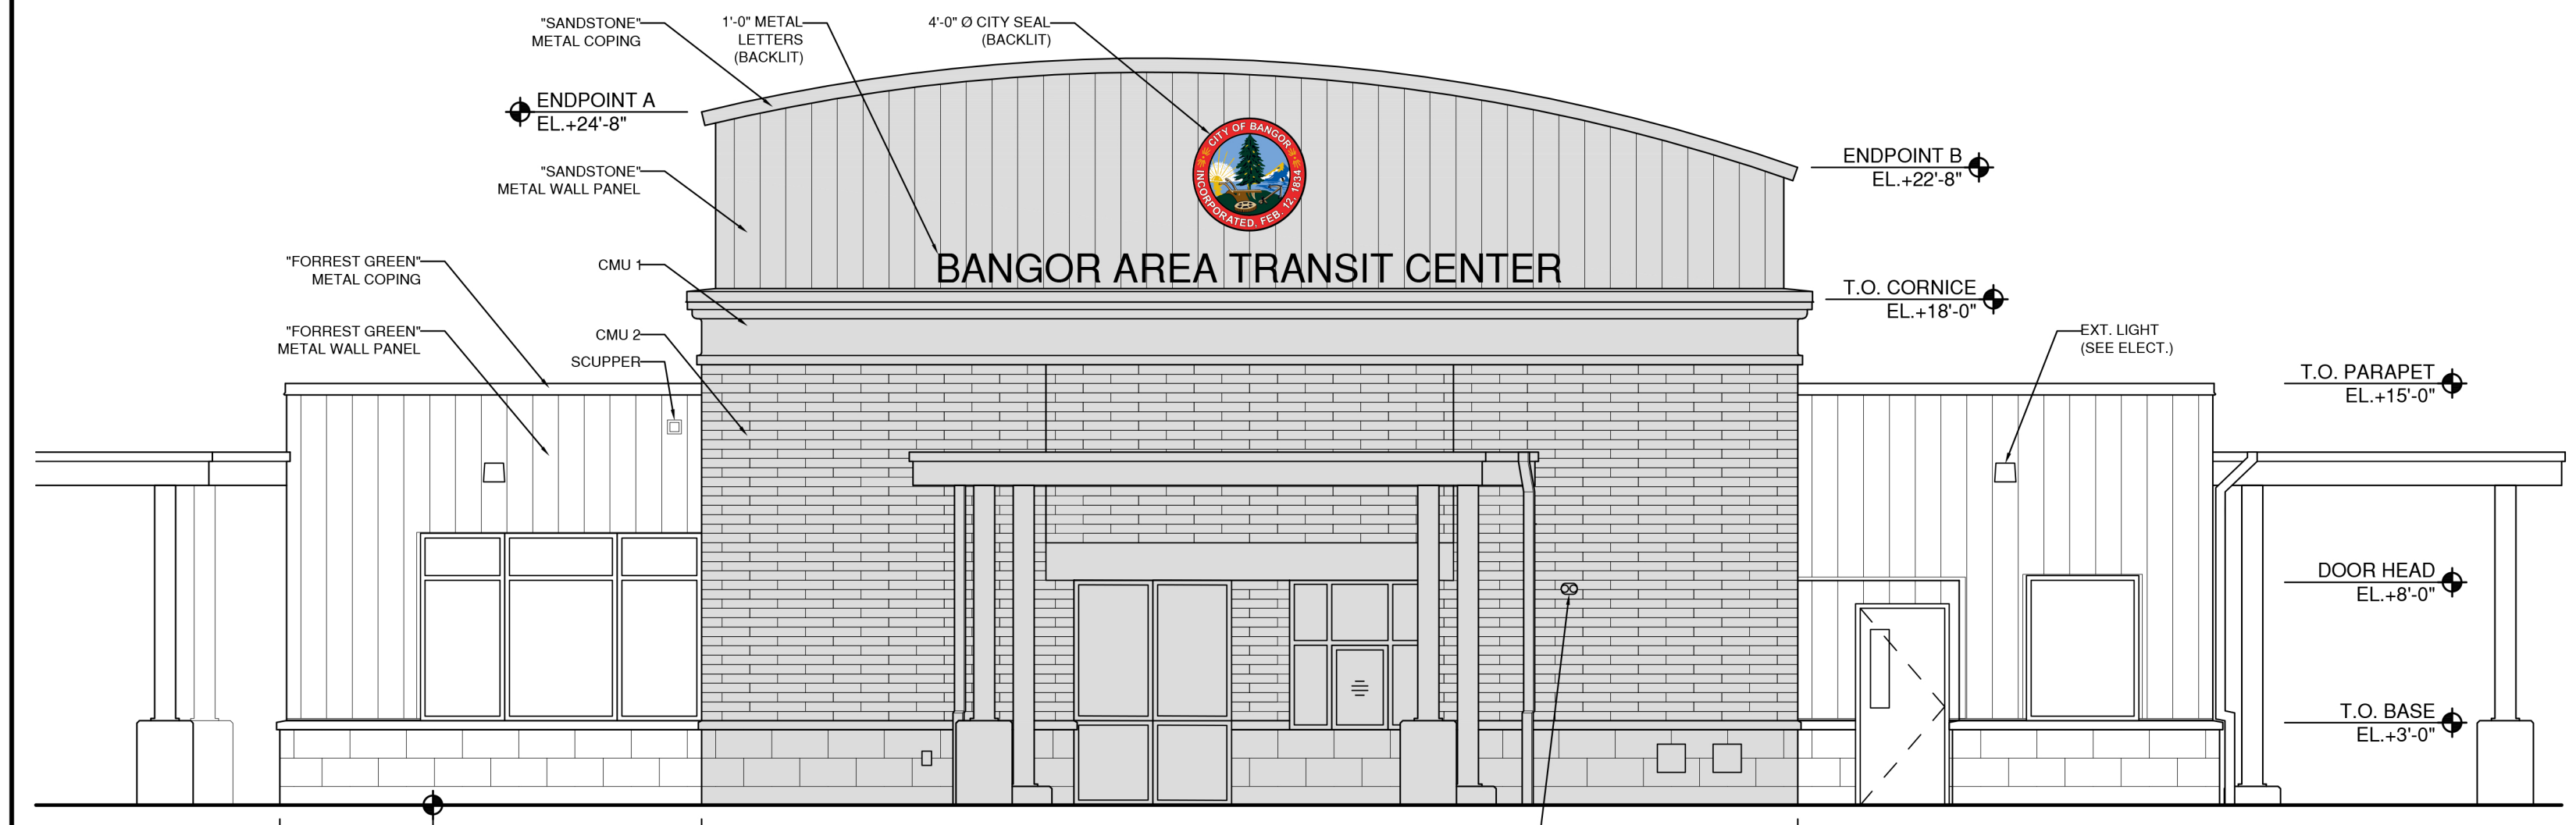 "SANDSTONE"
METAL COPING
1'-0" METAL
LETTERS
(BACKLIT)
4'-0" Ø CITY SEAL
(BACKLIT)
ENDPOINT A
EL.+24'-8"
CITY OF BANGOR
INCORPORATED, FEB. 12, 1834
ENDPOINT B
EL.+22'-8"
"SANDSTONE"
METAL WALL PANEL
BANGOR AREA TRANSIT CENTER
"FORREST GREEN"
METAL COPING
CMU 1
T.O. CORNICE
EL.+18'-0"
"FORREST GREEN"
METAL WALL PANEL
CMU 2
SCUPPER
EXT. LIGHT
(SEE ELECT.)
T.O. PARAPET
EL.+15'-0"
DOOR HEAD
EL.+8'-0"
T.O. BASE
EL.+3'-0"